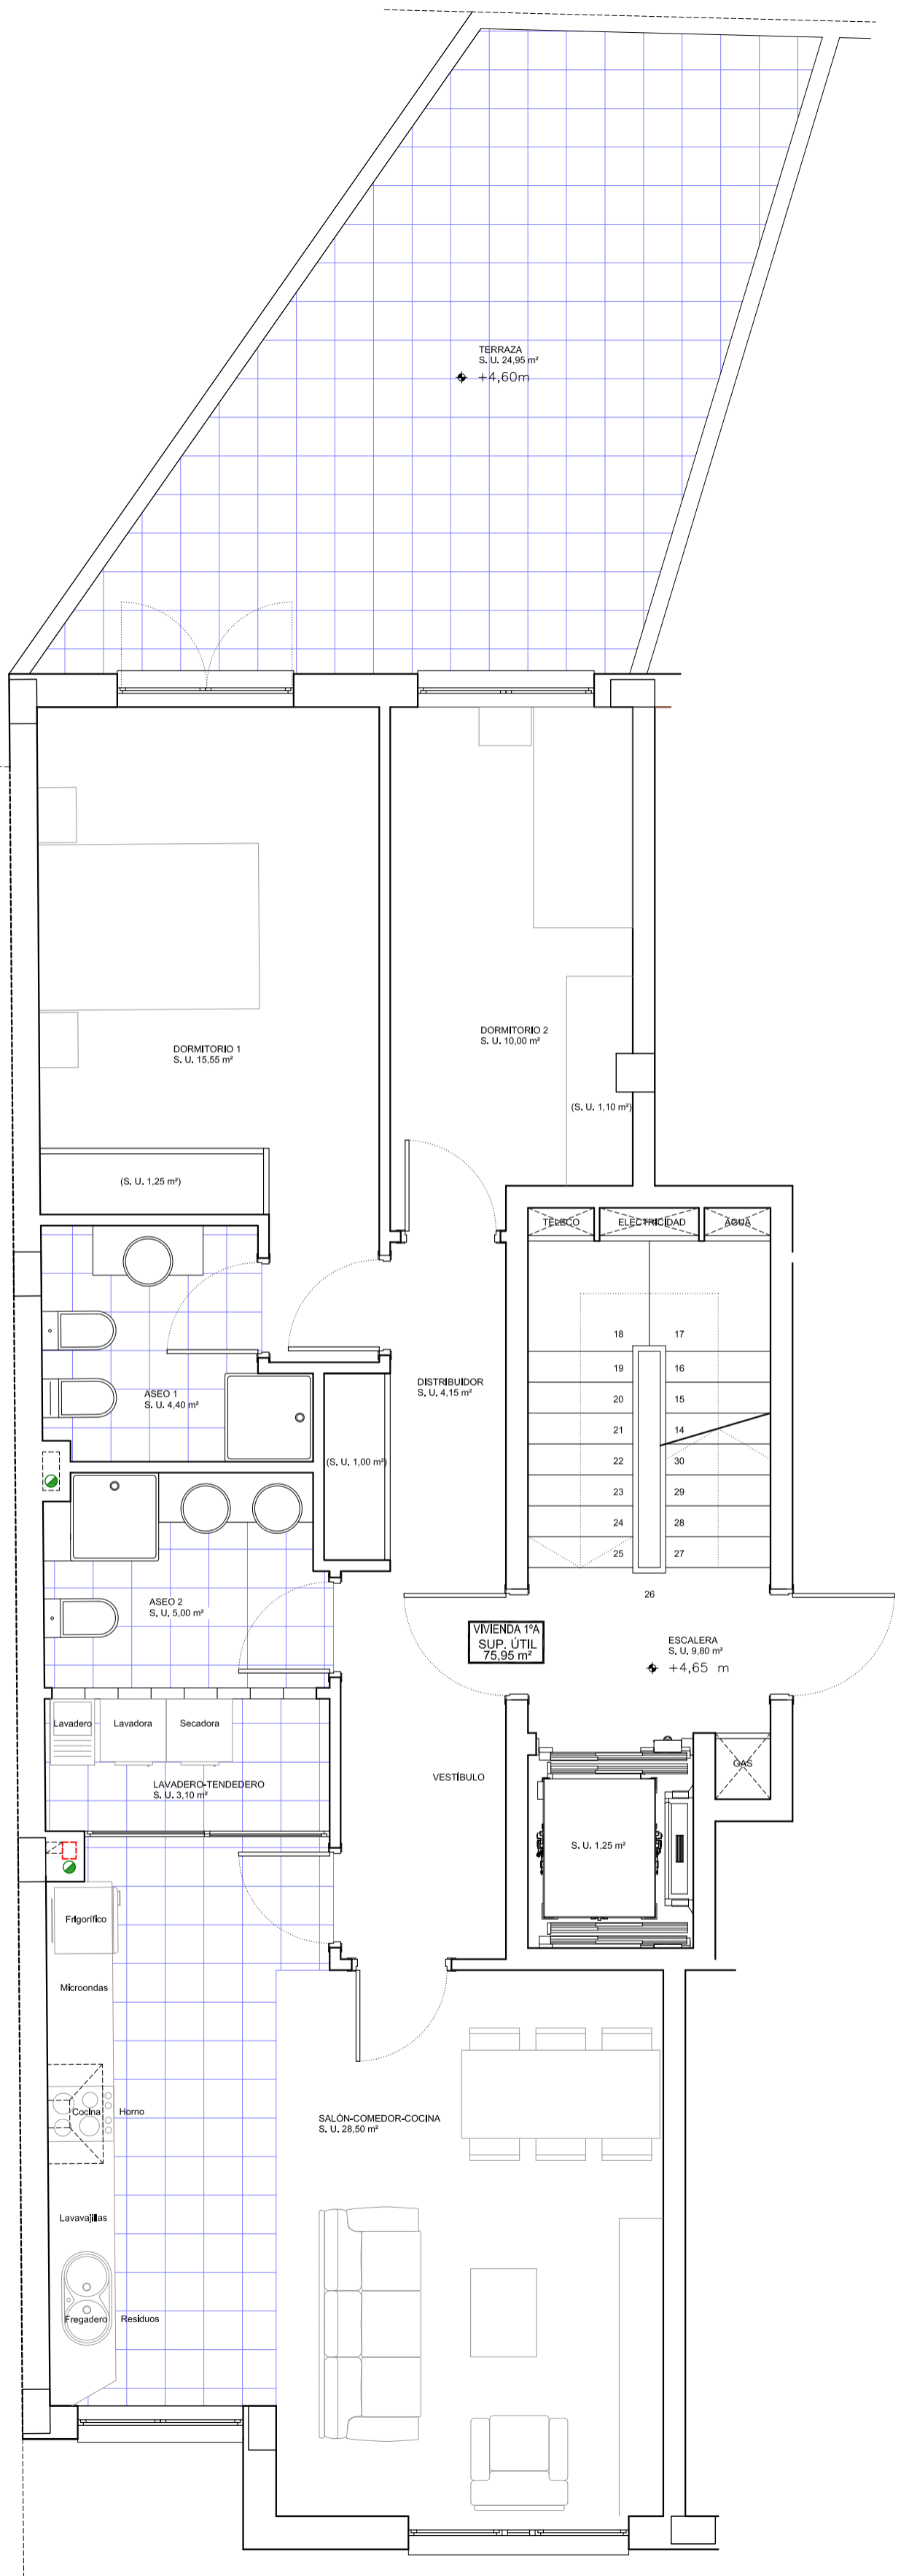 TERRAZA
S. U. 24,95 m²
+4,60m
DORMITORIO 1
S. U. 15,55 m²
DORMITORIO 2
S. U. 10,00 m²
(S. U. 1,10 m²)
(S. U. 1,25 m²)
TELECO
ELECTRICIDAD
AGUA
18
17
19
16
20
15
21
14
22
30
23
29
24
28
25
27
26
DISTRIBUIDOR
S. U. 4,15 m²
ASEO 1
S. U. 4,40 m²
(S. U. 1,00 m²)
ASEO 2
S. U. 5,00 m²
VIVIENDA 1ºA
SUP. ÚTIL
75,95 m²
ESCALERA
S. U. 9,80 m²
+4,65 m
Lavadero
Lavadora
Secadora
LAVADERO-TENDEDERO
S. U. 3,10 m²
VESTÍBULO
GAS
S. U. 1,25 m²
Frigorífico
Microondas
Cocina
Horno
SALÓN-COMEDOR-COCINA
S. U. 28,50 m²
Lavavajillas
Fregadero
Residuos